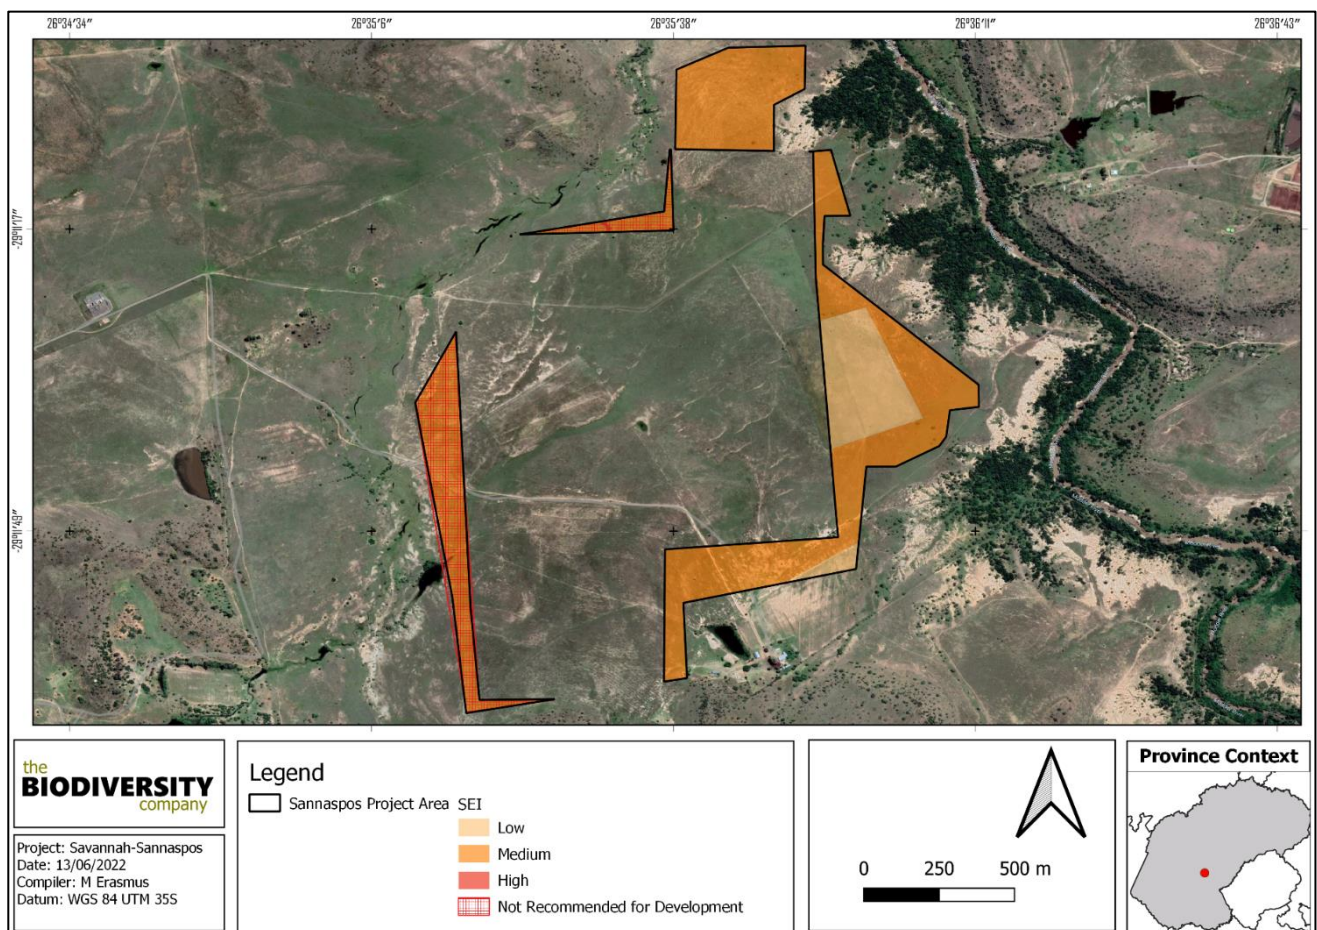 26°34'34" 26°35'6" 26°35'38" 26°36'11" 26°36'43"
-29°11'17"
-29°11'49"
the
BIODIVERSITY
company
Project: Savannah-Sannaspos
Date: 13/06/2022
Compiler: M Erasmus
Datum: WGS 84 UTM 35S
Legend
Sannaspos Project Area SEI
Low
Medium
High
Not Recommended for Development
0 250 500 m
Province Context